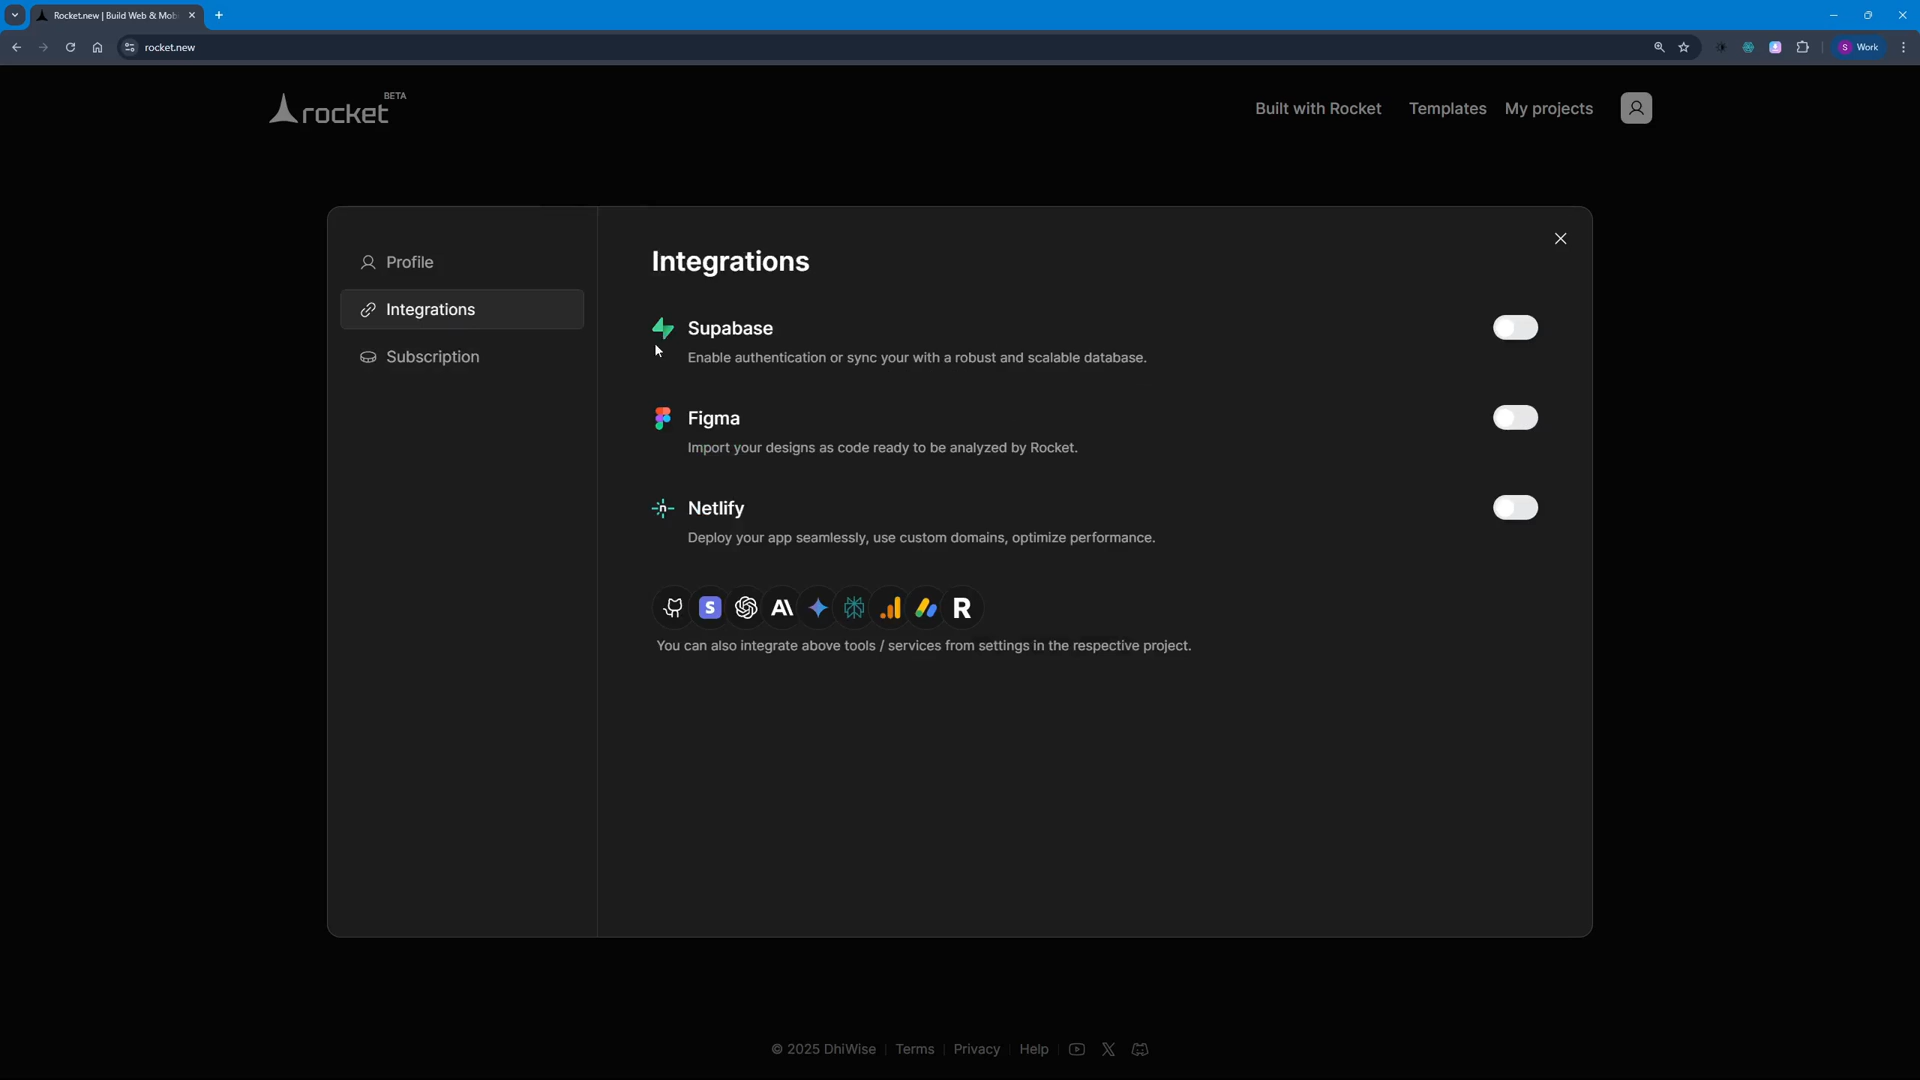 Rocket.new | Build Web & Mob
rocket.new
S Work
rocket BETA
Built with Rocket
Templates
My projects
Profile
Integrations
Subscription
Integrations
Supabase
Enable authentication or sync your with a robust and scalable database.
Figma
Import your designs as code ready to be analyzed by Rocket.
Netlify
Deploy your app seamlessly, use custom domains, optimize performance.
You can also integrate above tools / services from settings in the respective project.
© 2025 DhiWise | Terms | Privacy | Help